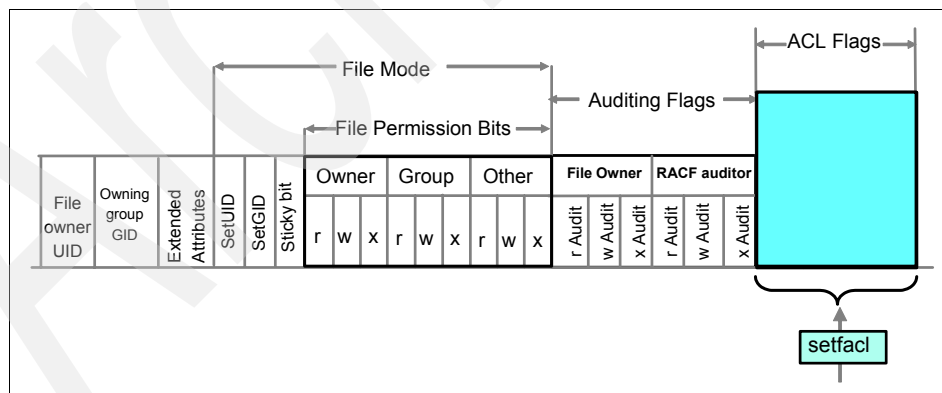 ACL Flags
File Mode
Auditing Flags
File Permission Bits
File owner UID
Owning group GID
Extended Attributes
SetUID
SetGID
Sticky bit
Owner
Group
Other
File Owner
RACF auditor
r
w
x
r
w
x
r
w
x
r Audit
w Audit
x Audit
r Audit
w Audit
x Audit
setfacl